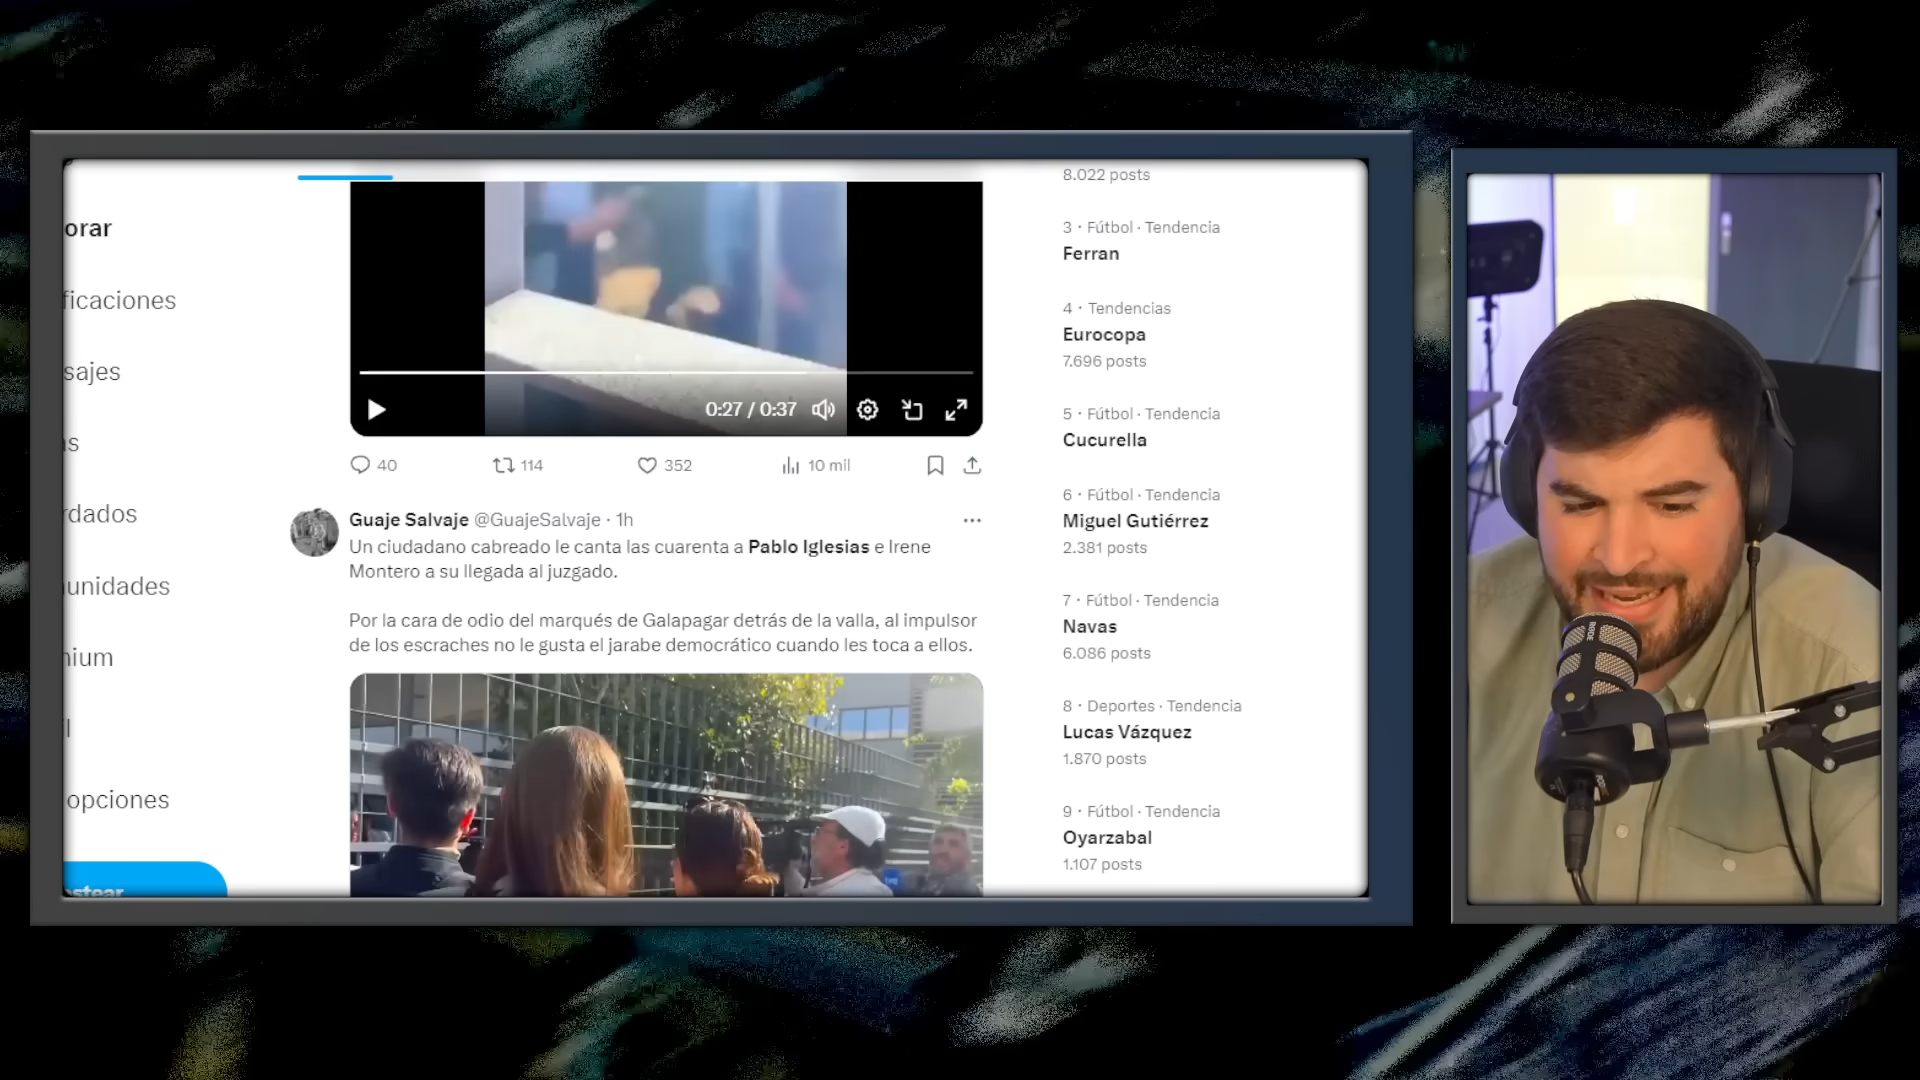 orar
ficaciones
sajes
s
rdados
unidades
nium
l
opciones
ostear
0:27 / 0:37
40
114
352
10 mil
Guaje Salvaje @GuajeSalvaje · 1h
Un ciudadano cabreado le canta las cuarenta a Pablo Iglesias e Irene
Montero a su llegada al juzgado.
Por la cara de odio del marqués de Galapagar detrás de la valla, al impulsor
de los escraches no le gusta el jarabe democrático cuando les toca a ellos.
8.022 posts
3 · Fútbol · Tendencia
Ferran
4 · Tendencias
Eurocopa
7.696 posts
5 · Fútbol · Tendencia
Cucurella
6 · Fútbol · Tendencia
Miguel Gutiérrez
2.381 posts
7 · Fútbol · Tendencia
Navas
6.086 posts
8 · Deportes · Tendencia
Lucas Vázquez
1.870 posts
9 · Fútbol · Tendencia
Oyarzabal
1.107 posts
RØDE